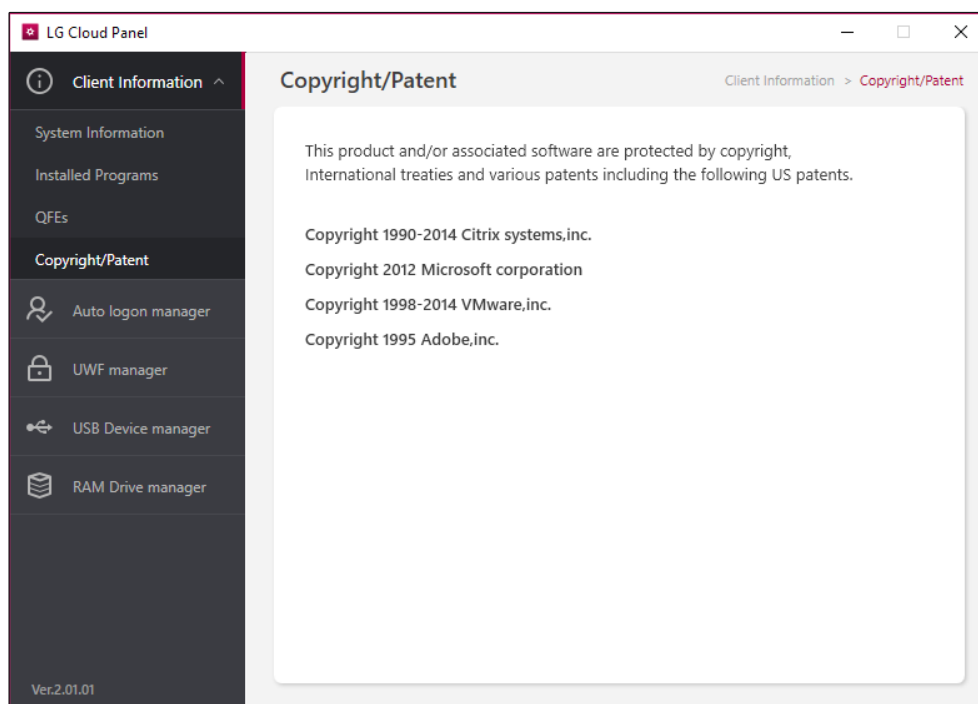 LG Cloud Panel
Client Information
System Information
Installed Programs
QFEs
Copyright/Patent
Auto logon manager
UWF manager
USB Device manager
RAM Drive manager
Ver.2.01.01
Copyright/Patent
Client Information > Copyright/Patent
This product and/or associated software are protected by copyright,
International treaties and various patents including the following US patents.
Copyright 1990-2014 Citrix systems,inc.
Copyright 2012 Microsoft corporation
Copyright 1998-2014 VMware,inc.
Copyright 1995 Adobe,inc.